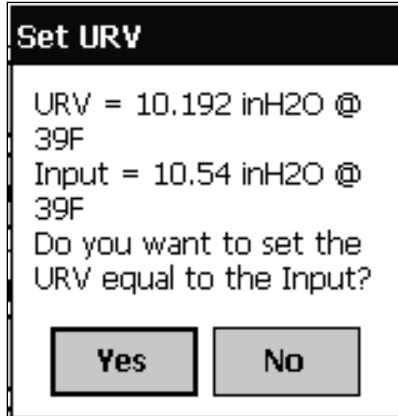 Set URV
URV = 10.192 inH2O @
39F
Input = 10.54 inH2O @
39F
Do you want to set the
URV equal to the Input?
Yes No